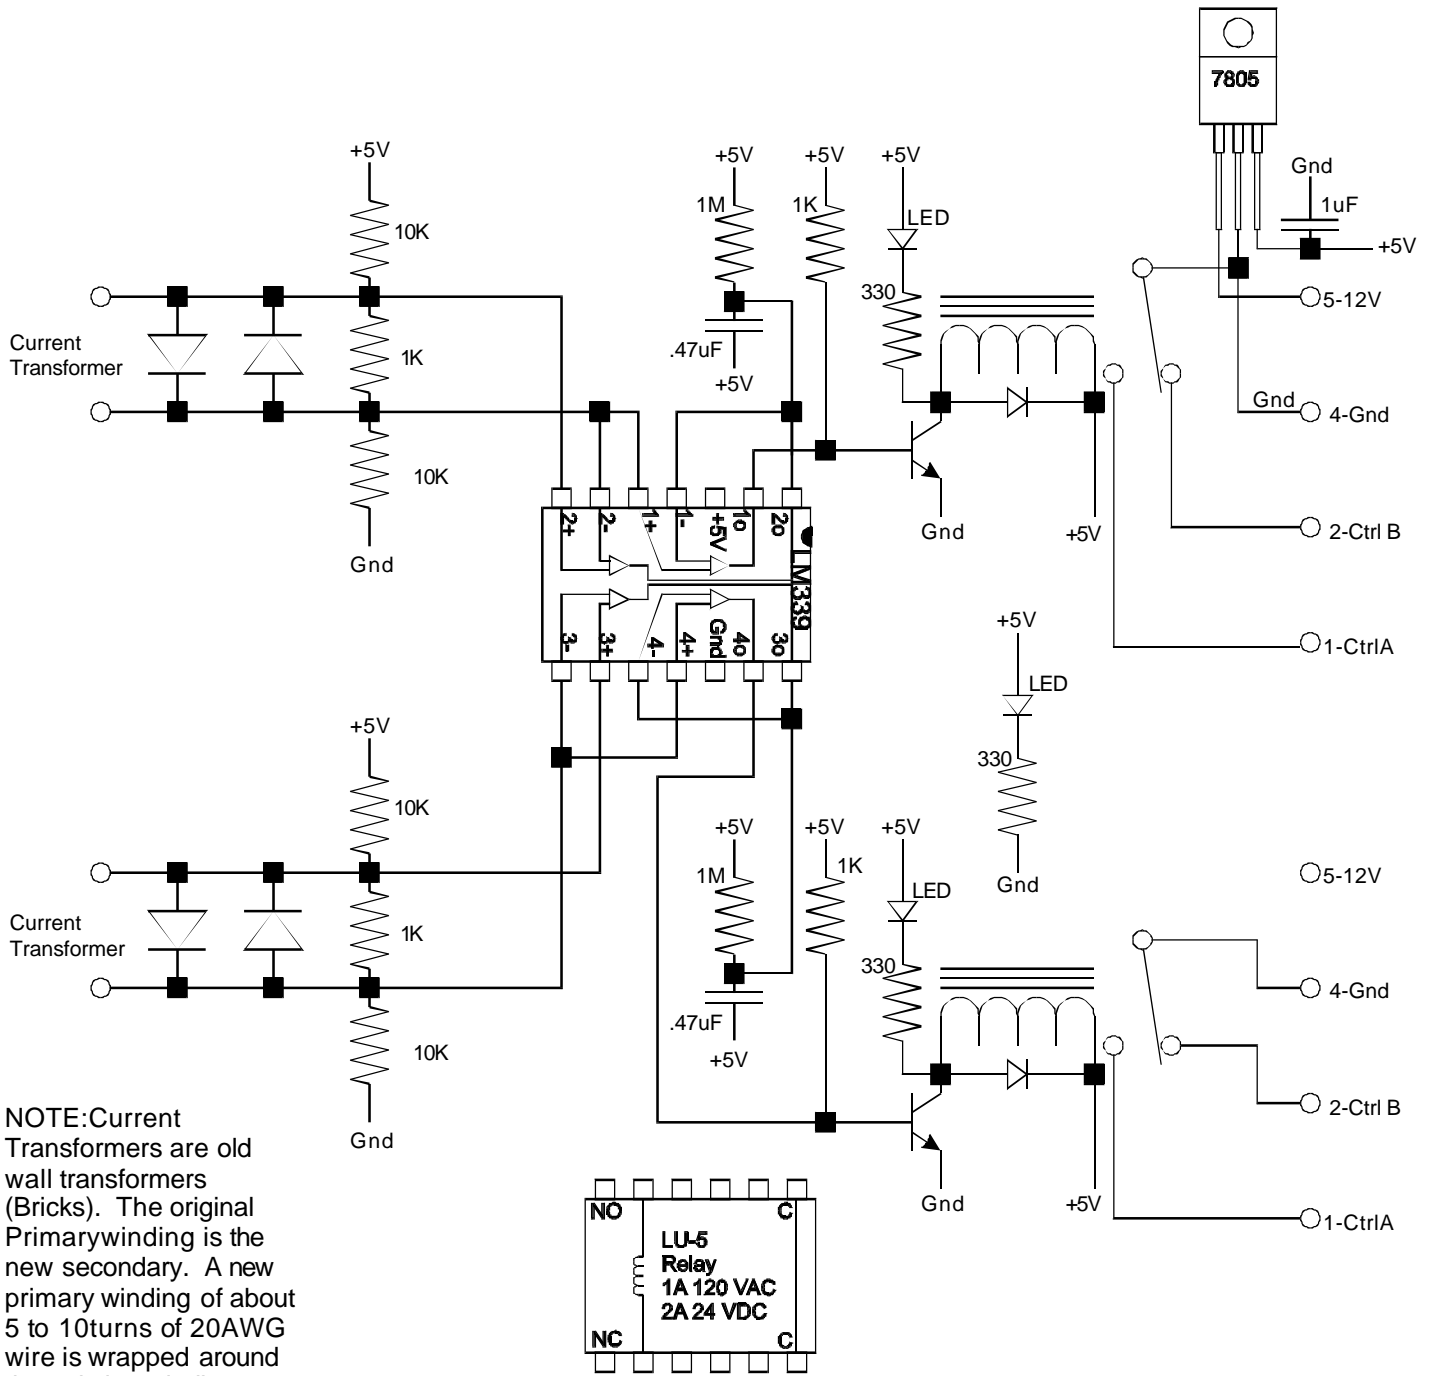 7805
+5V
+5V
+5V
+5V
Gnd
1M
1K
LED
1uF
10K
+5V
330
5-12V
Current
Transformer
1K
.47uF
+5V
Gnd
4-Gnd
10K
2+
2-
1+
1-
+5V
1o
2o
Gnd
+5V
2-Ctrl B
Gnd
LM339
3-
3+
4-
4+
Gnd
4o
3o
+5V
1-CtrlA
LED
+5V
330
10K
+5V
+5V
+5V
1M
1K
LED
Gnd
5-12V
Current
Transformer
1K
330
4-Gnd
.47uF
10K
+5V
2-Ctrl B
Gnd
Gnd
+5V
1-CtrlA
NOTE:Current
Transformers are old
wall transformers
(Bricks). The original
Primarywinding is the
new secondary. A new
primary winding of about
5 to 10turns of 20AWG
wire is wrapped around
NO
C
LU-5
Relay
1A 120 VAC
2A 24 VDC
NC
C